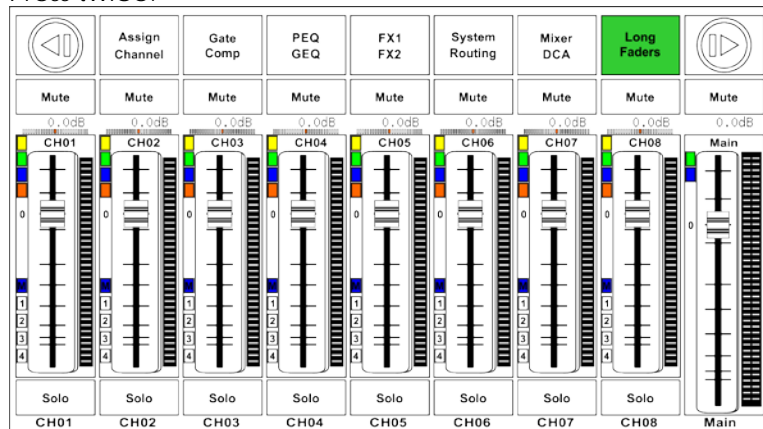 Assign
Channel
Gate
Comp
PEQ
GEQ
FX1
FX2
System
Routing
Mixer
DCA
Long
Faders
Mute Mute Mute Mute Mute Mute Mute Mute Mute
0.0dB 0.0dB 0.0dB 0.0dB 0.0dB 0.0dB 0.0dB 0.0dB 0.0dB
CH01 CH02 CH03 CH04 CH05 CH06 CH07 CH08 Main
0 0 0 0 0 0 0 0 0
M M M M M M M M
1 1 1 1 1 1 1 1
2 2 2 2 2 2 2 2
3 3 3 3 3 3 3 3
4 4 4 4 4 4 4 4
Solo Solo Solo Solo Solo Solo Solo Solo
CH01 CH02 CH03 CH04 CH05 CH06 CH07 CH08 Main